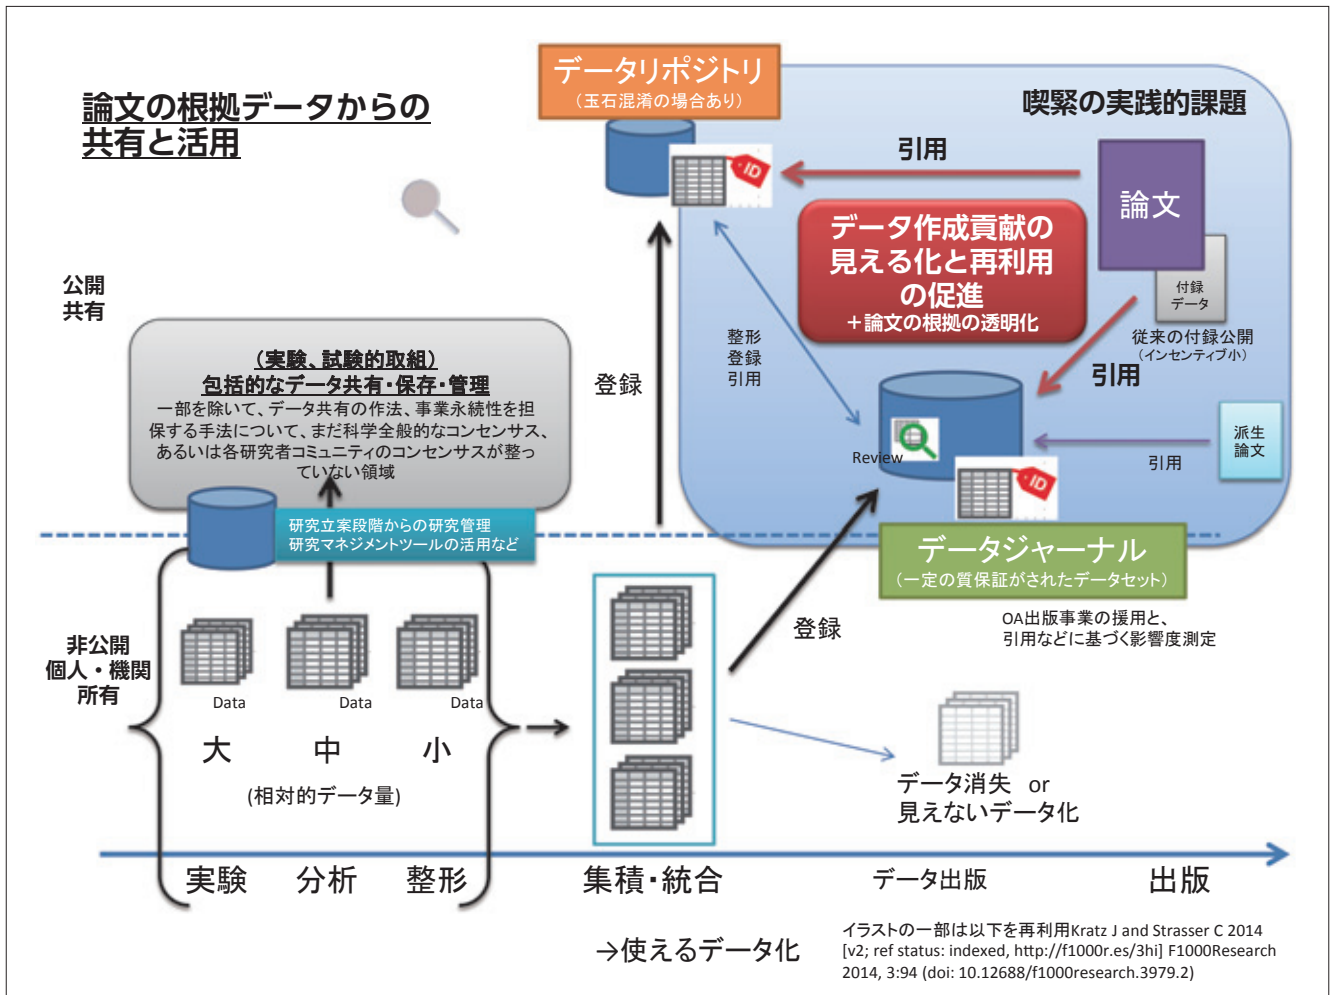 論文の根拠データからの
共有と活用
データリポジトリ
（玉石混淆の場合あり）
喫緊の実践的課題
引用
ID
論文
付録
データ
従来の付録公開
（インセンティブ小）
データ作成貢献の
見える化と再利用
の促進
＋論文の根拠の透明化
公開
共有
（実験、試験的取組）
包括的なデータ共有・保存・管理
一部を除いて、データ共有の作法、事業永続性を担
保する手法について、まだ科学全般的なコンセンサス、
あるいは各研究者コミュニティのコンセンサスが整っ
ていない領域
登録
整形
登録
引用
引用
Review
ID
引用
派生
論文
研究立案段階からの研究管理
研究マネジメントツールの活用など
データジャーナル
（一定の質保証がされたデータセット）
OA出版事業の援用と、
引用などに基づく影響度測定
登録
非公開
個人・機関
所有
Data
Data
Data
大
中
小
(相対的データ量)
データ消失 or
見えないデータ化
実験
分析
整形
集積・統合
データ出版
出版
→使えるデータ化
イラストの一部は以下を再利用Kratz J and Strasser C 2014
[v2; ref status: indexed, http://f1000r.es/3hi] F1000Research
2014, 3:94 (doi: 10.12688/f1000research.3979.2)